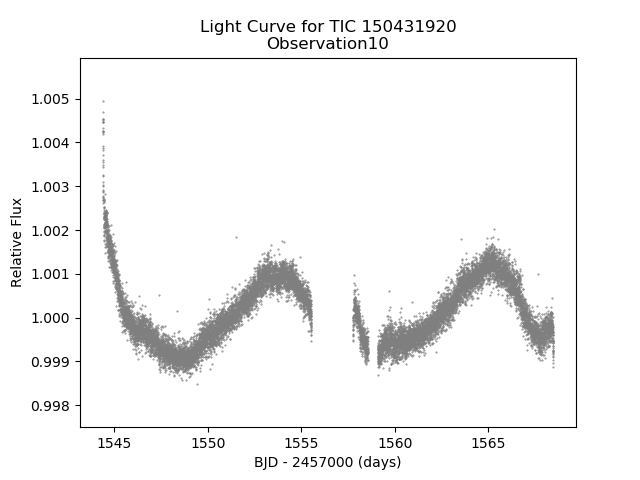 Light Curve for TIC 150431920
Observation10
Relative Flux
1.005
1.004
1.003
1.002
1.001
1.000
0.999
0.998
1545 1550 1555 1560 1565
BJD - 2457000 (days)